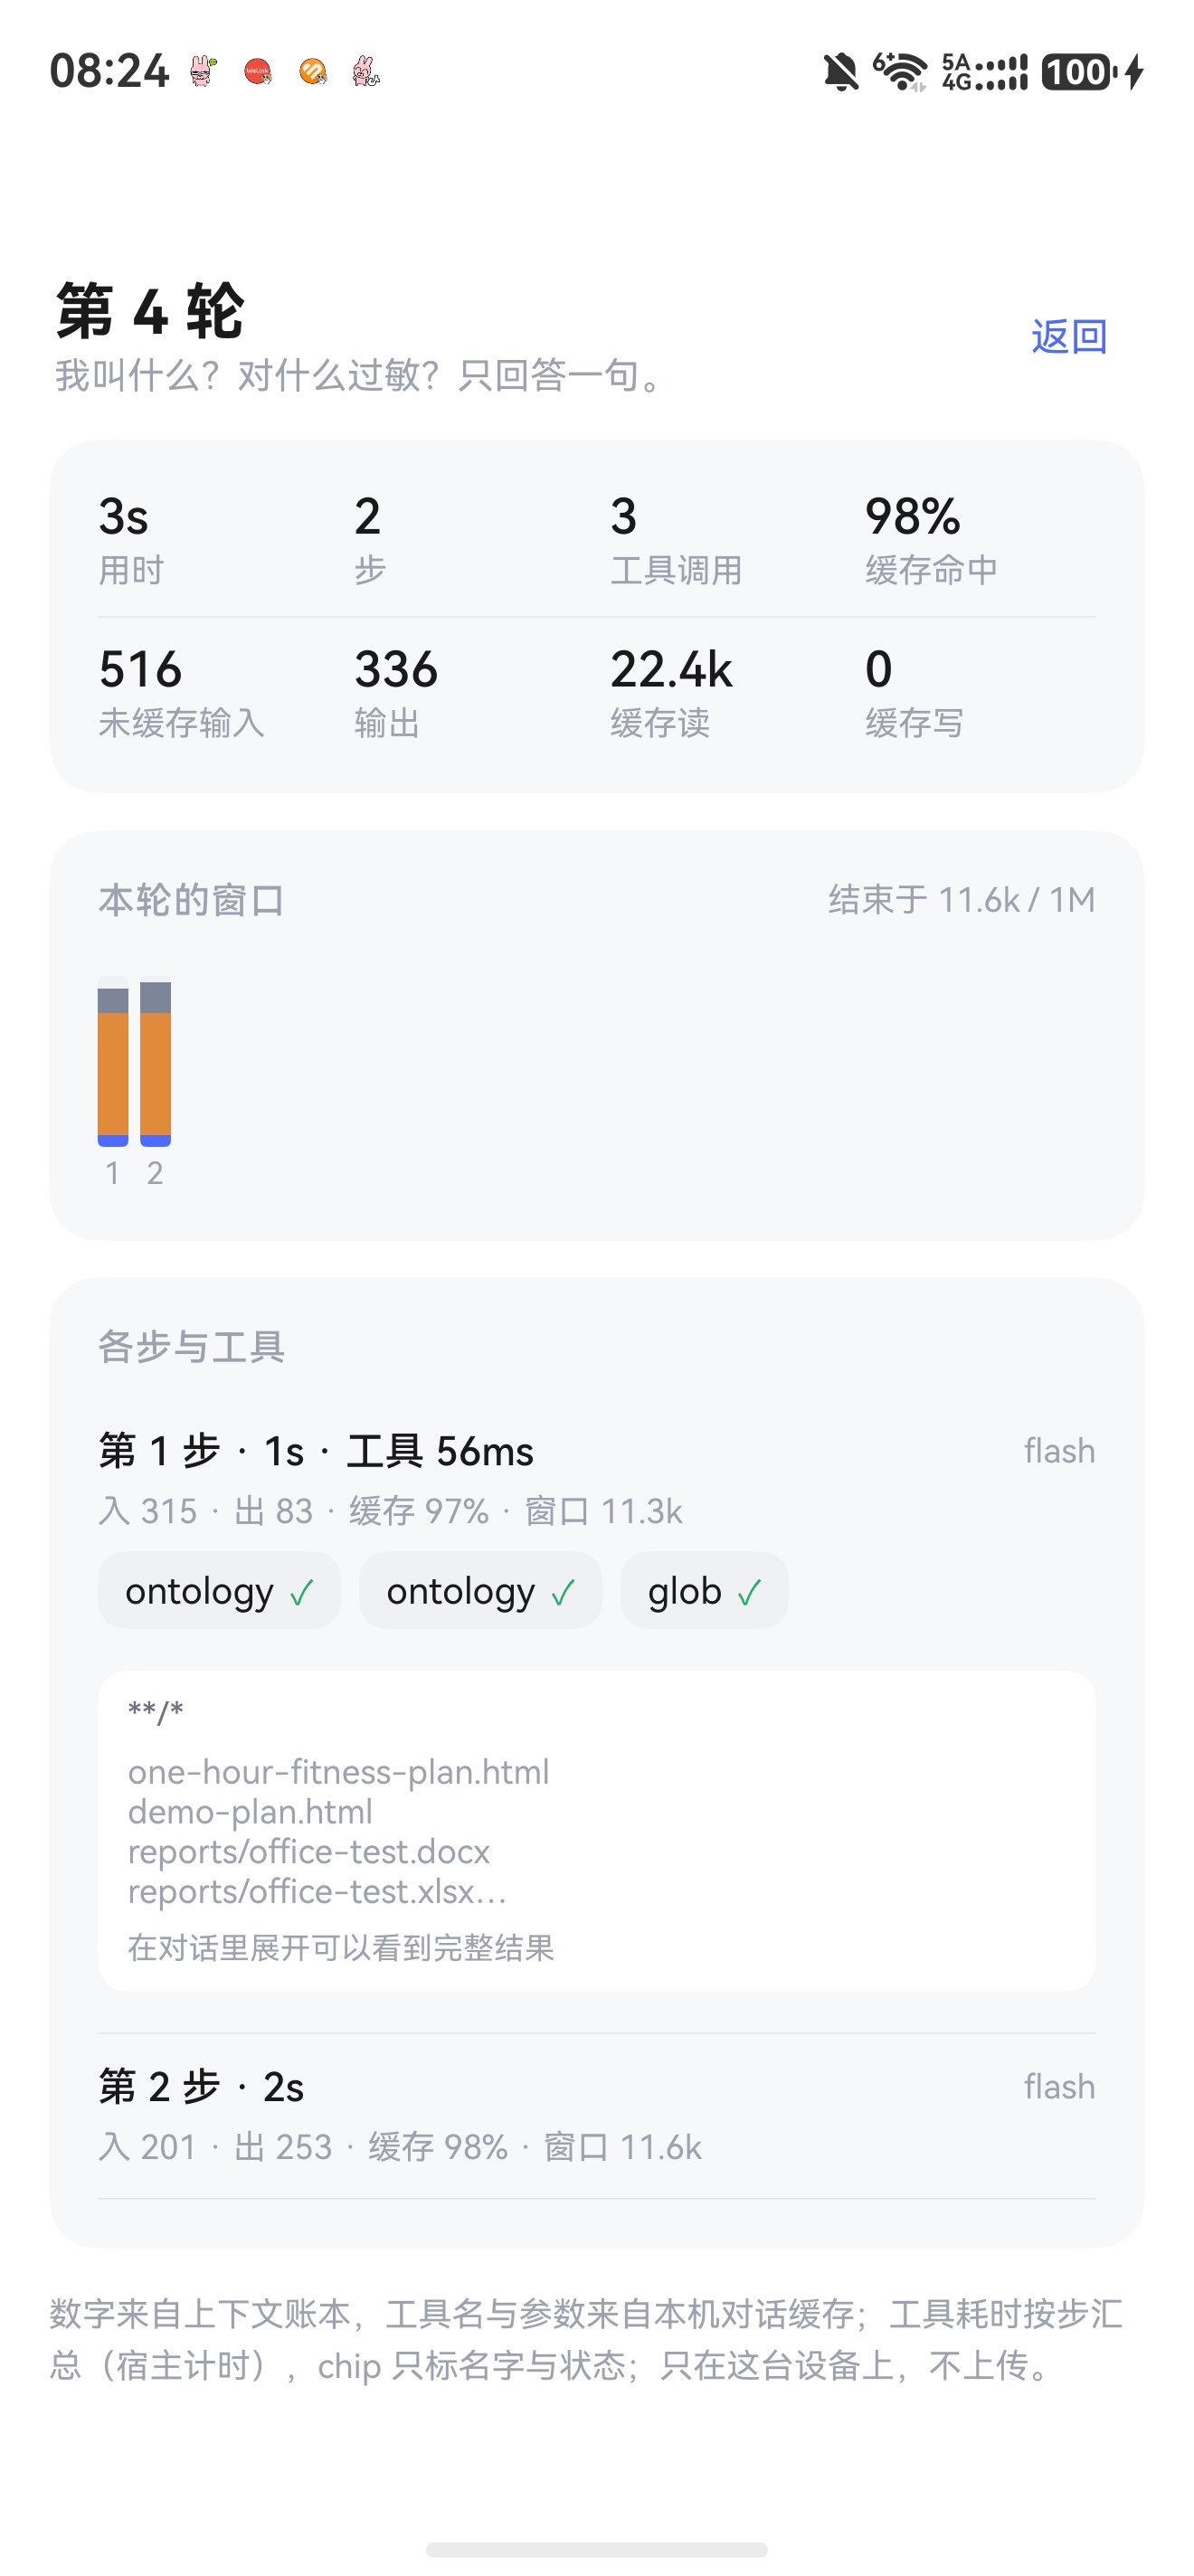 08:24
6+ 5A 4G 100
第 4 轮
返回
我叫什么？对什么过敏？只回答一句。
3s 2 3 98%
用时 步 工具调用 缓存命中
516 336 22.4k 0
未缓存输入 输出 缓存读 缓存写
本轮的窗口 结束于 11.6k / 1M
1 2
各步与工具
第 1 步 · 1s · 工具 56ms flash
入 315 · 出 83 · 缓存 97% · 窗口 11.3k
ontology ✓ ontology ✓ glob ✓
**/*
one-hour-fitness-plan.html
demo-plan.html
reports/office-test.docx
reports/office-test.xlsx…
在对话里展开可以看到完整结果
第 2 步 · 2s flash
入 201 · 出 253 · 缓存 98% · 窗口 11.6k
数字来自上下文账本，工具名与参数来自本机对话缓存；工具耗时按步汇
总（宿主计时），chip 只标名字与状态；只在这台设备上，不上传。